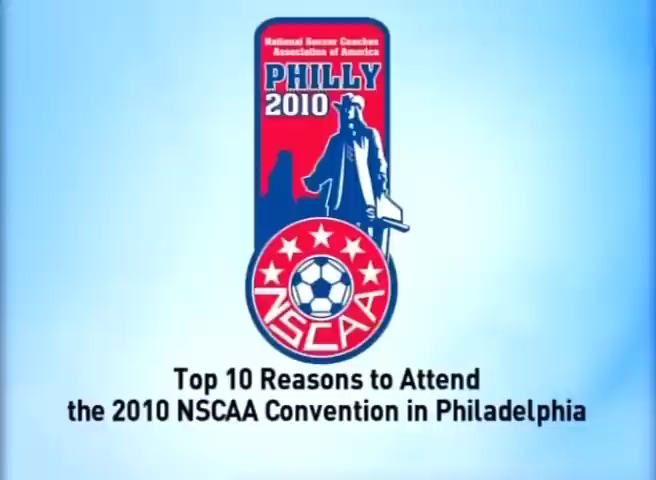 National Soccer Coaches
Association of America
PHILLY
2010
NSCAA
Top 10 Reasons to Attend
the 2010 NSCAA Convention in Philadelphia